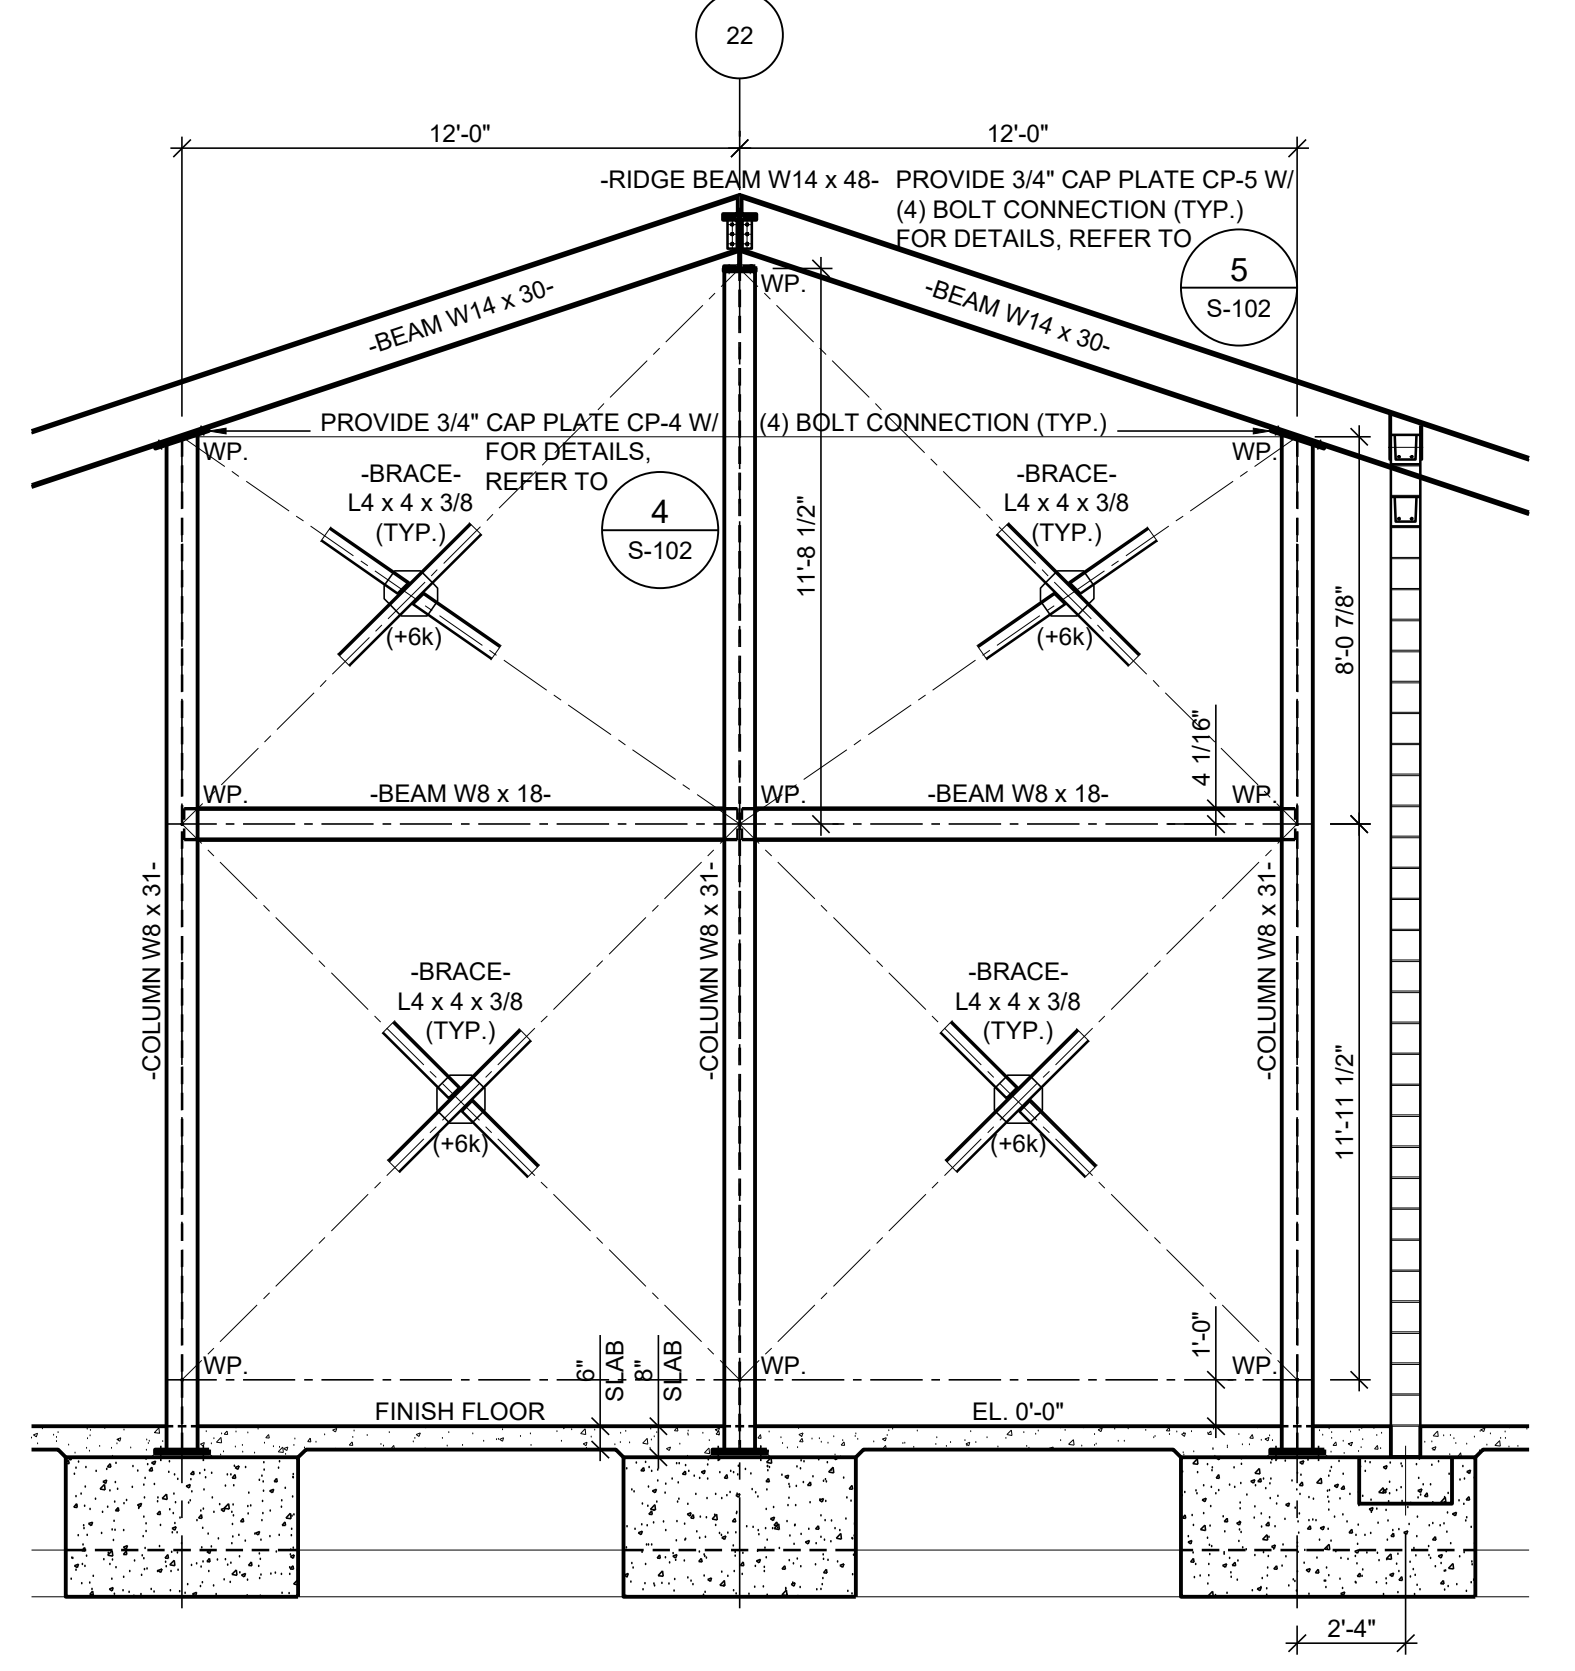 22
12'-0"
12'-0"
-RIDGE BEAM W14 x 48-
PROVIDE 3/4" CAP PLATE CP-5 W/
(4) BOLT CONNECTION (TYP.)
FOR DETAILS, REFER TO
5
S-102
WP.
-BEAM W14 x 30-
-BEAM W14 x 30-
PROVIDE 3/4" CAP PLATE CP-4 W/ (4) BOLT CONNECTION (TYP.)
FOR DETAILS,
REFER TO
4
S-102
WP.
WP.
-BRACE-
L4 x 4 x 3/8
(TYP.)
(+6k)
-BRACE-
L4 x 4 x 3/8
(TYP.)
(+6k)
11'-8 1/2"
8'-0 7/8"
4 1/16"
WP.
-BEAM W8 x 18-
WP.
-BEAM W8 x 18-
WP.
-COLUMN W8 x 31-
-COLUMN W8 x 31-
-COLUMN W8 x 31-
-BRACE-
L4 x 4 x 3/8
(TYP.)
(+6k)
-BRACE-
L4 x 4 x 3/8
(TYP.)
(+6k)
11'-11 1/2"
1'-0"
WP.
6"
SLAB
8"
SLAB
WP.
WP.
FINISH FLOOR
EL. 0'-0"
2'-4"